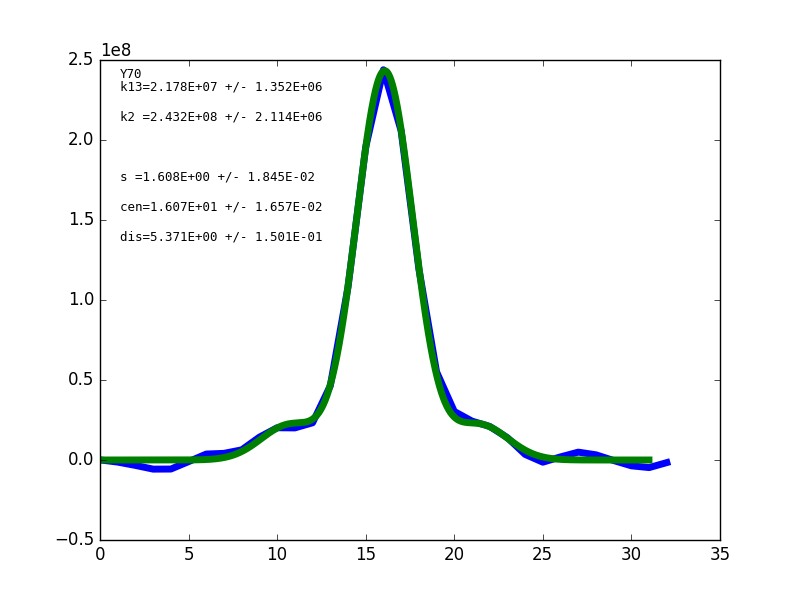 1e8
2.5
Y70
k13=2.178E+07 +/- 1.352E+06
k2 =2.432E+08 +/- 2.114E+06
2.0
s =1.608E+00 +/- 1.845E-02
1.5
cen=1.607E+01 +/- 1.657E-02
dis=5.371E+00 +/- 1.501E-01
1.0
0.5
0.0
−0.5
0 5 10 15 20 25 30 35